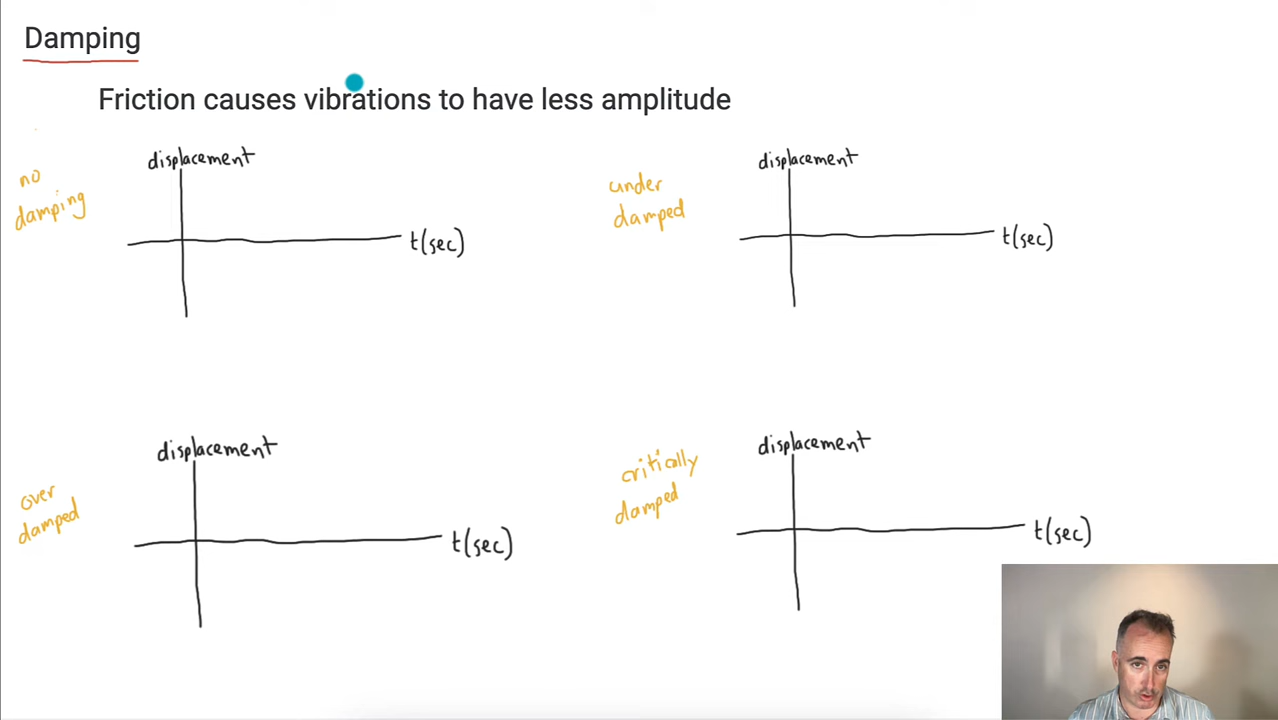 Damping
Friction causes vibrations to have less amplitude
no
damping
displacement
t(sec)
under
damped
displacement
t(sec)
over
damped
displacement
t(sec)
critically
damped
displacement
t(sec)